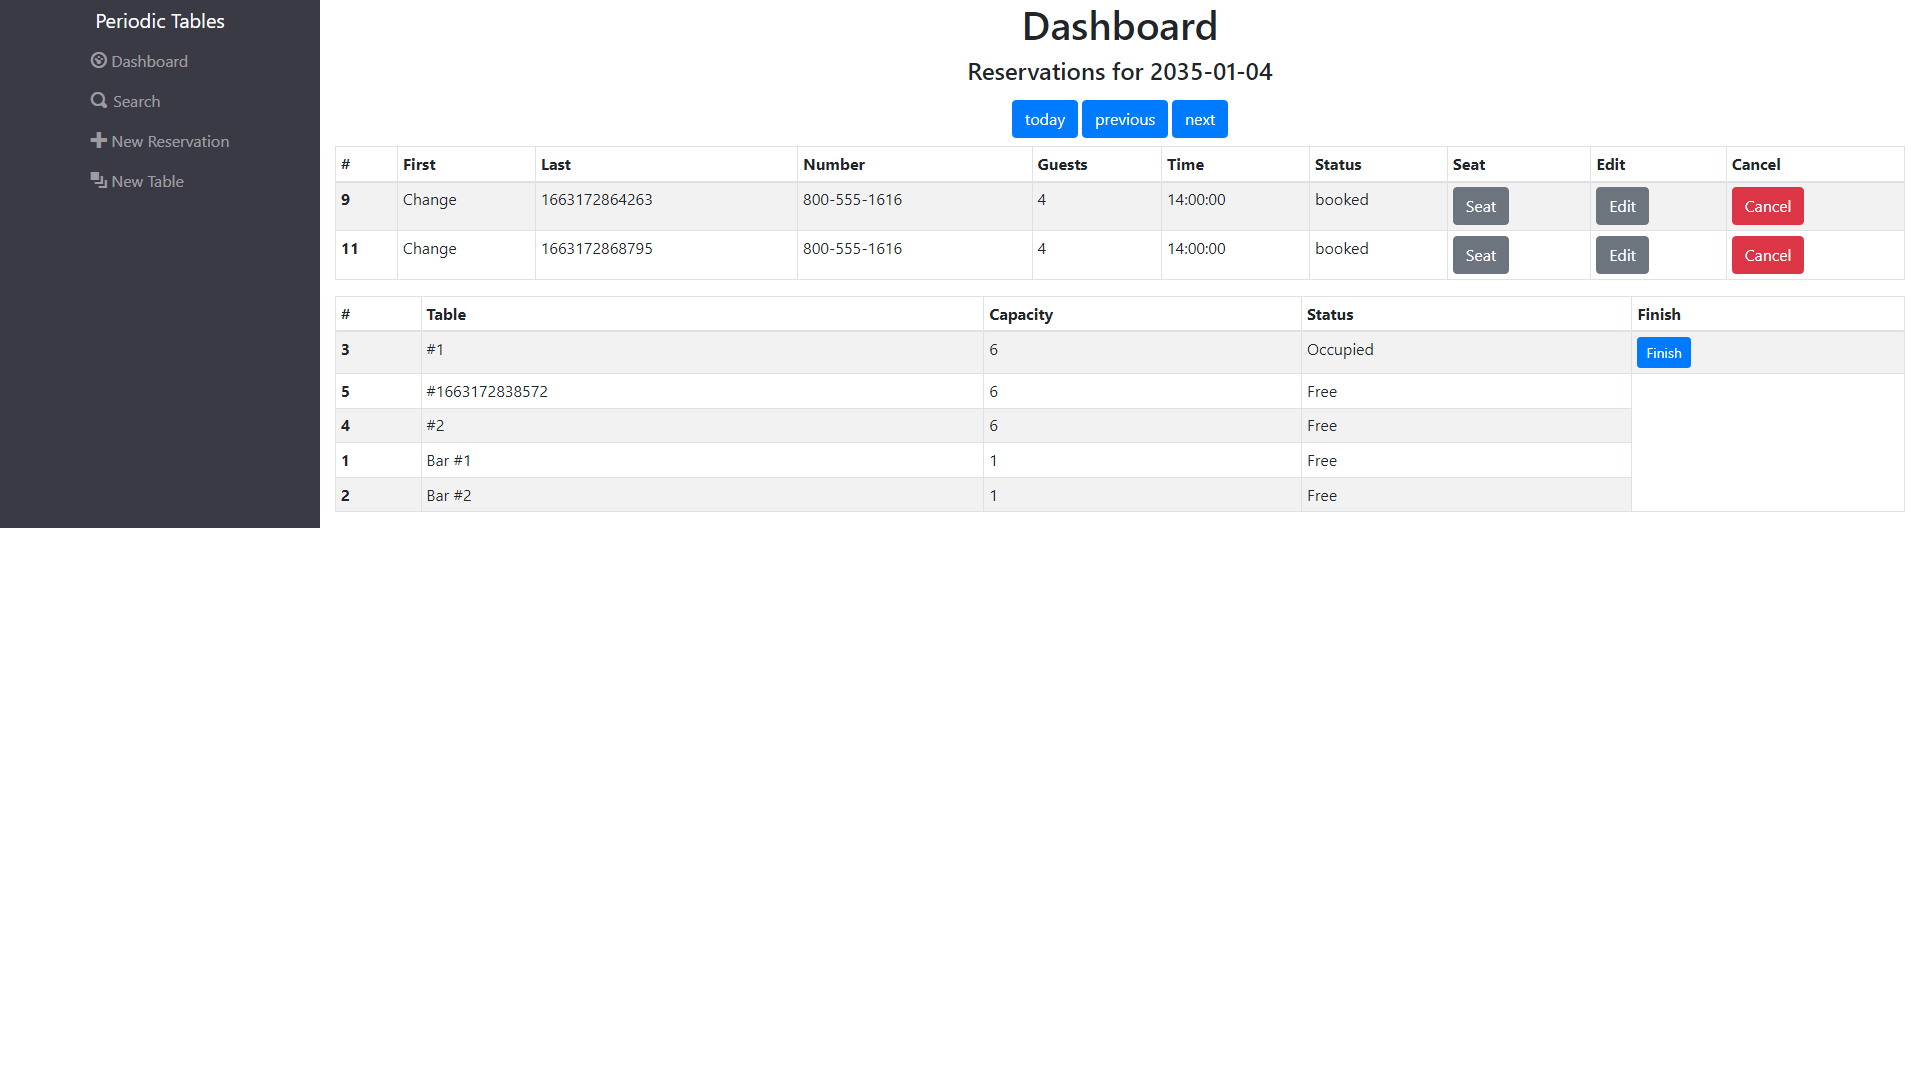 Periodic Tables
Dashboard
Search
New Reservation
New Table
Dashboard
Reservations for 2035-01-04
today previous next
# First Last Number Guests Time Status Seat Edit Cancel
9 Change 1663172864263 800-555-1616 4 14:00:00 booked Seat Edit Cancel
11 Change 1663172868795 800-555-1616 4 14:00:00 booked Seat Edit Cancel
# Table Capacity Status Finish
3 #1 6 Occupied Finish
5 #1663172838572 6 Free
4 #2 6 Free
1 Bar #1 1 Free
2 Bar #2 1 Free